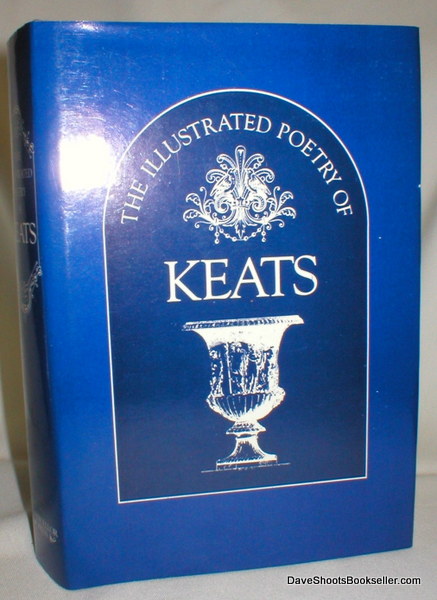 THE ILLUSTRATED POETRY OF
KEATS
DaveShootsBookseller.com